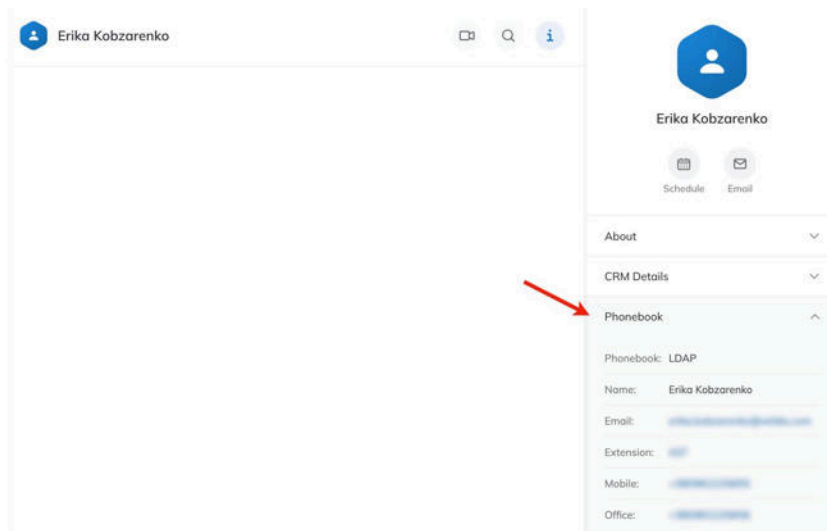 Erika Kobzarenko
i
Erika Kobzarenko
Schedule Email
About
CRM Details
Phonebook
Phonebook: LDAP
Name: Erika Kobzarenko
Email:
Extension:
Mobile:
Office: